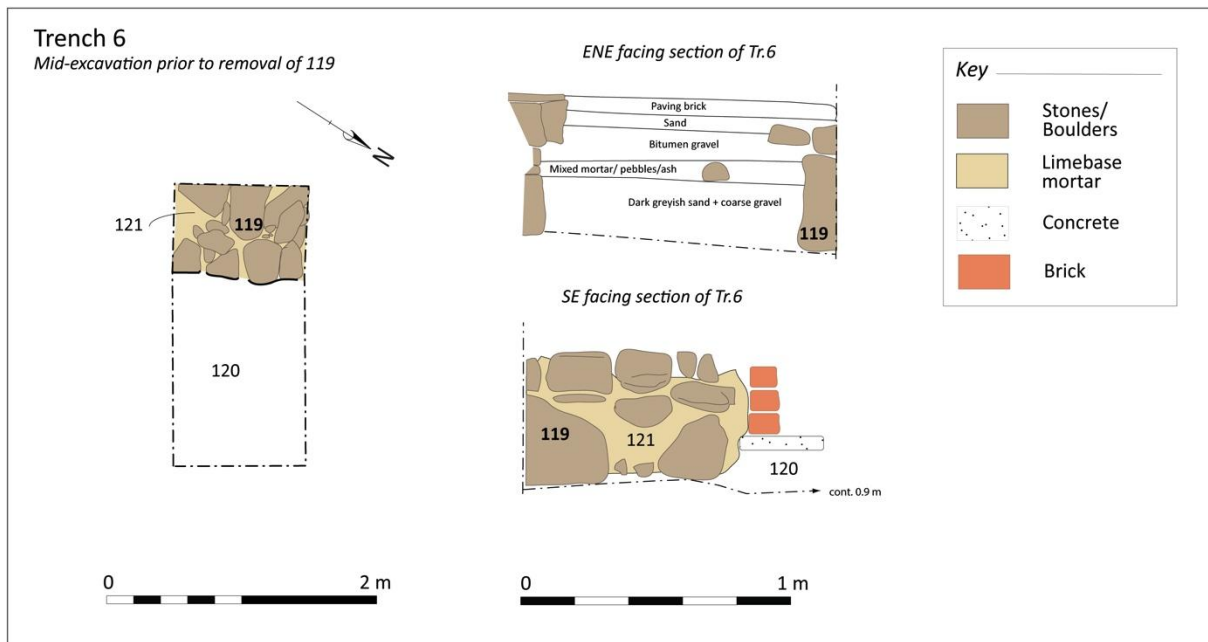 Trench 6
Mid-excavation prior to removal of 119
N
121
119
120
0
2 m
ENE facing section of Tr.6
Paving brick
Sand
Bitumen gravel
Mixed mortar/ pebbles/ash
Dark greyish sand + coarse gravel
119
SE facing section of Tr.6
119
121
120
cont. 0.9 m
0
1 m
Key
Stones/
Boulders
Limebase
mortar
Concrete
Brick